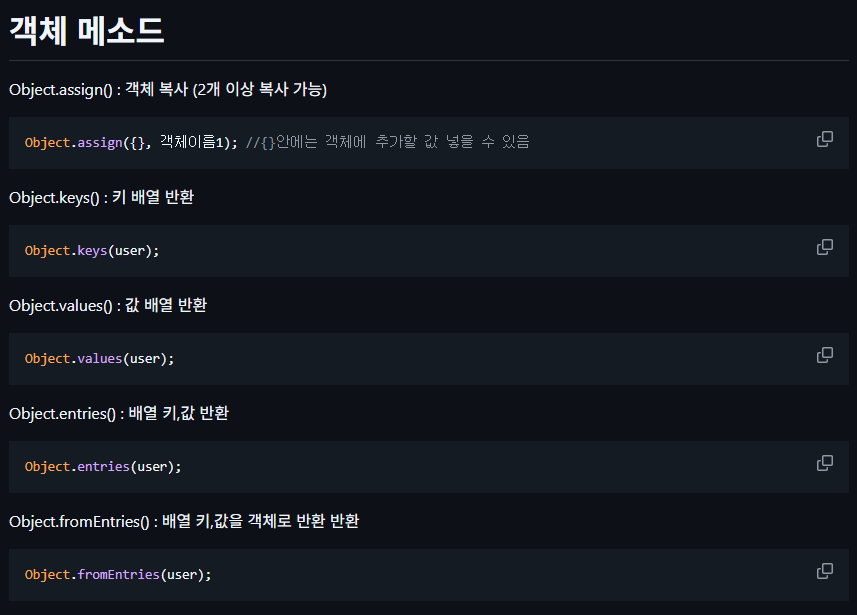 객체 메소드
Object.assign() : 객체 복사 (2개 이상 복사 가능)
Object.assign({}, 객체이름1); //{}안에는 객체에 추가할 값 넣을 수 있음
Object.keys() : 키 배열 반환
Object.keys(user);
Object.values() : 값 배열 반환
Object.values(user);
Object.entries() : 배열 키,값 반환
Object.entries(user);
Object.fromEntries() : 배열 키,값을 객체로 반환 반환
Object.fromEntries(user);